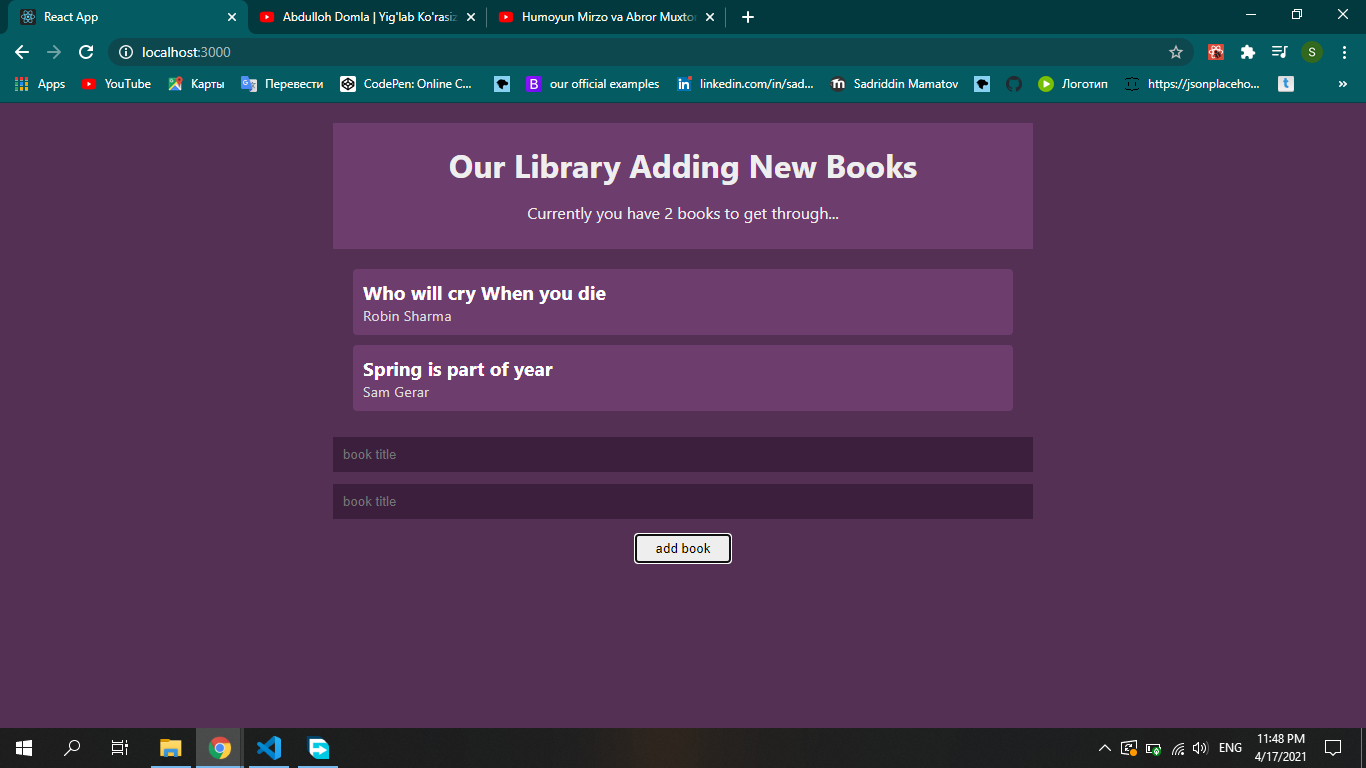 React App
Abdulloh Domla | Yig'lab Ko'rasiz
Humoyun Mirzo va Abror Muxtor
localhost:3000
S
Apps
YouTube
Карты
Перевести
CodePen: Online C...
B
our official examples
linkedin.com/in/sad...
Sadriddin Mamatov
Логотип
https://jsonplaceho...
t
»
Our Library Adding New Books
Currently you have 2 books to get through...
Who will cry When you die
Robin Sharma
Spring is part of year
Sam Gerar
book title
book title
add book
ENG
11:48 PM
4/17/2021